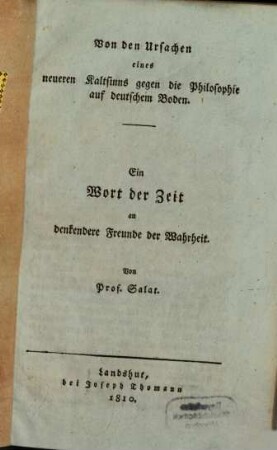 Von den Ursachen
eines
neueren Kaltsinns gegen die Philosophie
auf deutschem Boden.
Ein
Wort der Zeit
an
denkendere Freunde der Wahrheit.
Von
Prof. Salat.
Landshut,
bei Joseph Thomann
1810.